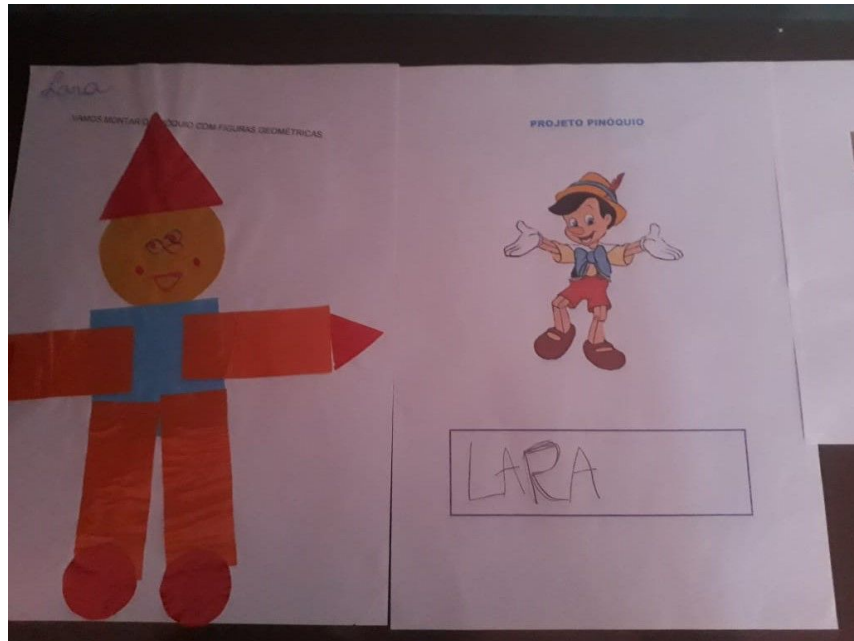 Lara
VAMOS MONTAR O PINÓQUIO COM FIGURAS GEOMÉTRICAS
PROJETO PINÓQUIO
LARA